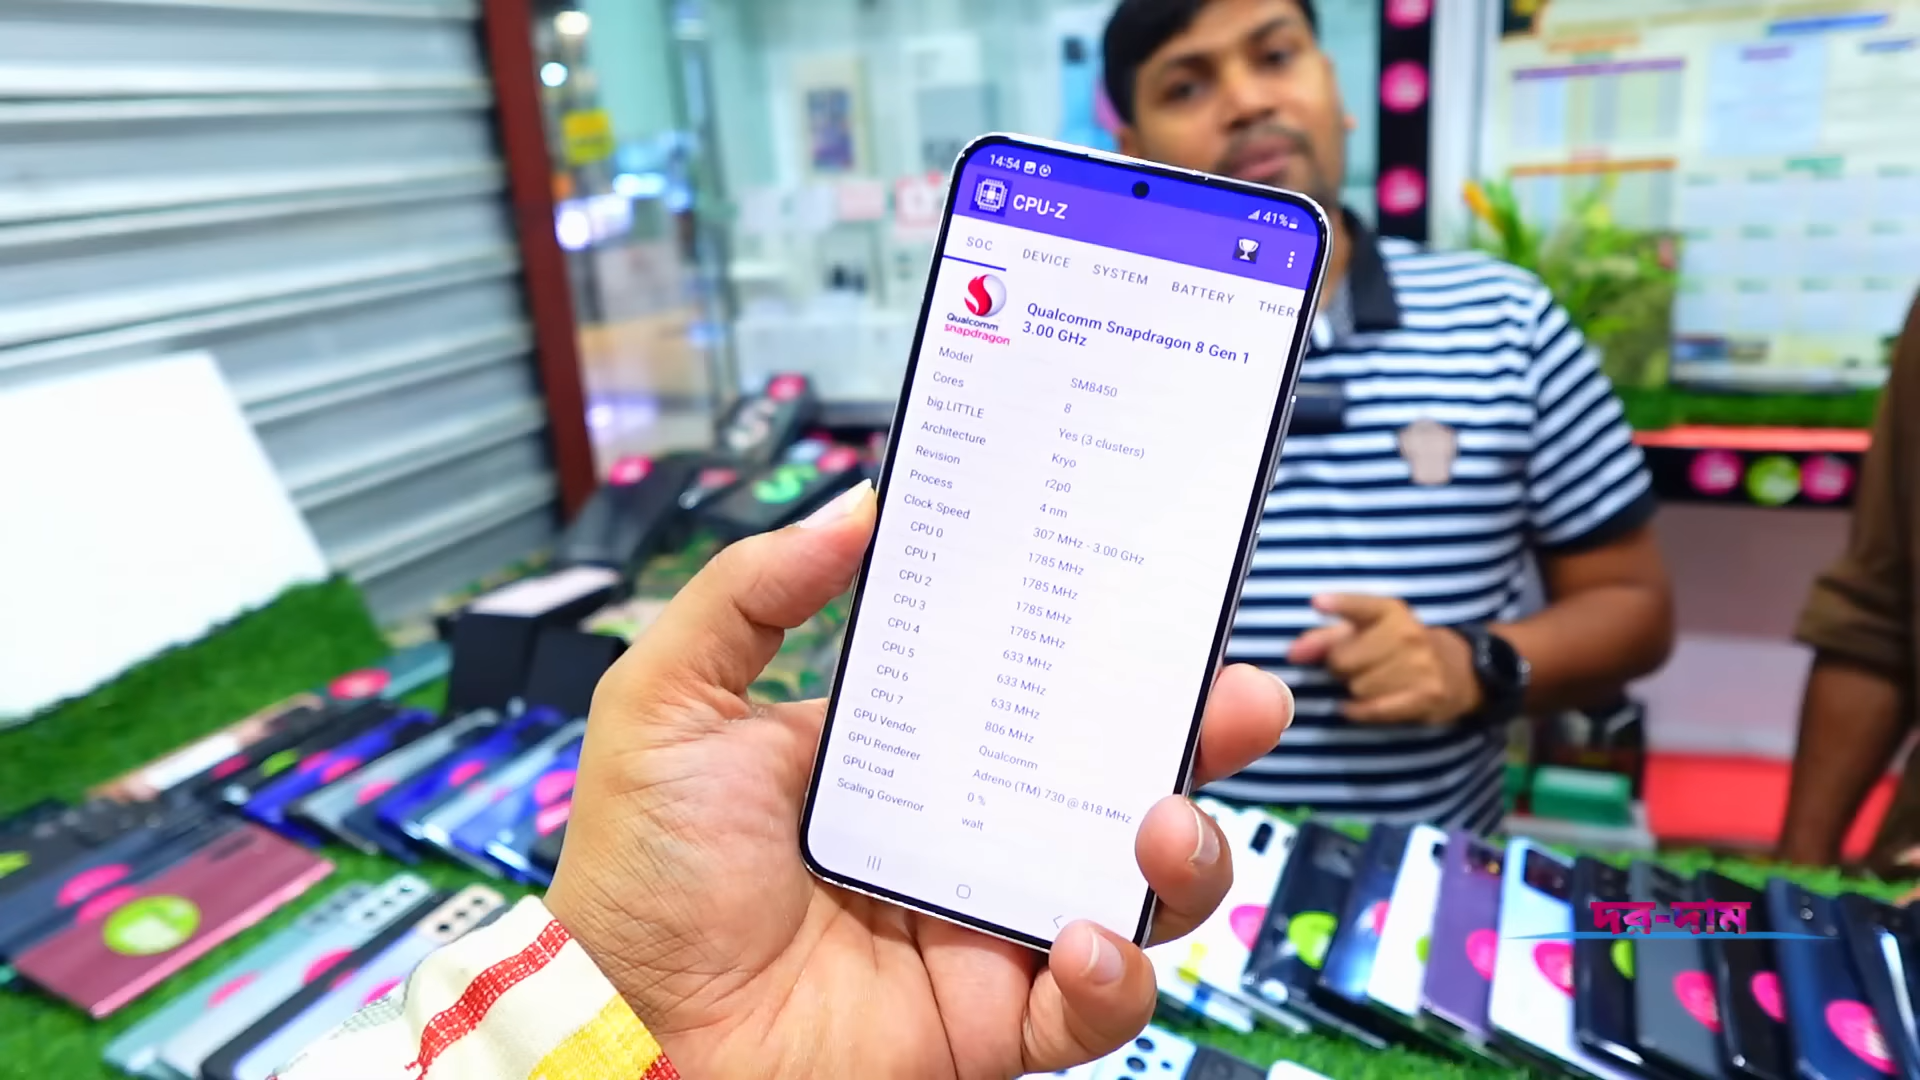 14:54
41%
CPU-Z
SOC
DEVICE
SYSTEM
BATTERY
THER
Qualcomm
snapdragon
Qualcomm Snapdragon 8 Gen 1
3.00 GHz
Model SM8450
Cores 8
big.LITTLE Yes (3 clusters)
Architecture Kryo
Revision r2p0
Process 4 nm
Clock Speed 307 MHz - 3.00 GHz
CPU 0 1785 MHz
CPU 1 1785 MHz
CPU 2 1785 MHz
CPU 3 1785 MHz
CPU 4 633 MHz
CPU 5 633 MHz
CPU 6 633 MHz
CPU 7 806 MHz
GPU Vendor Qualcomm
GPU Renderer Adreno (TM) 730 @ 818 MHz
GPU Load 0 %
Scaling Governor walt
দর-দাম